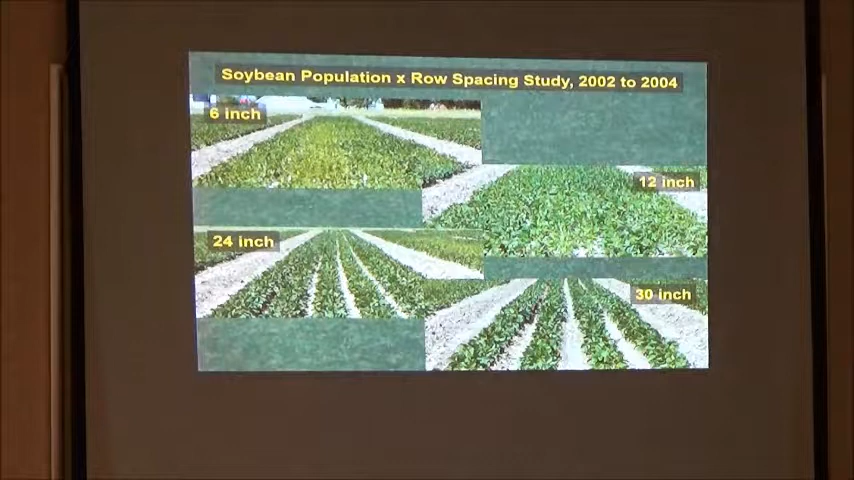 Soybean Population x Row Spacing Study, 2002 to 2004
6 inch
12 inch
24 inch
30 inch